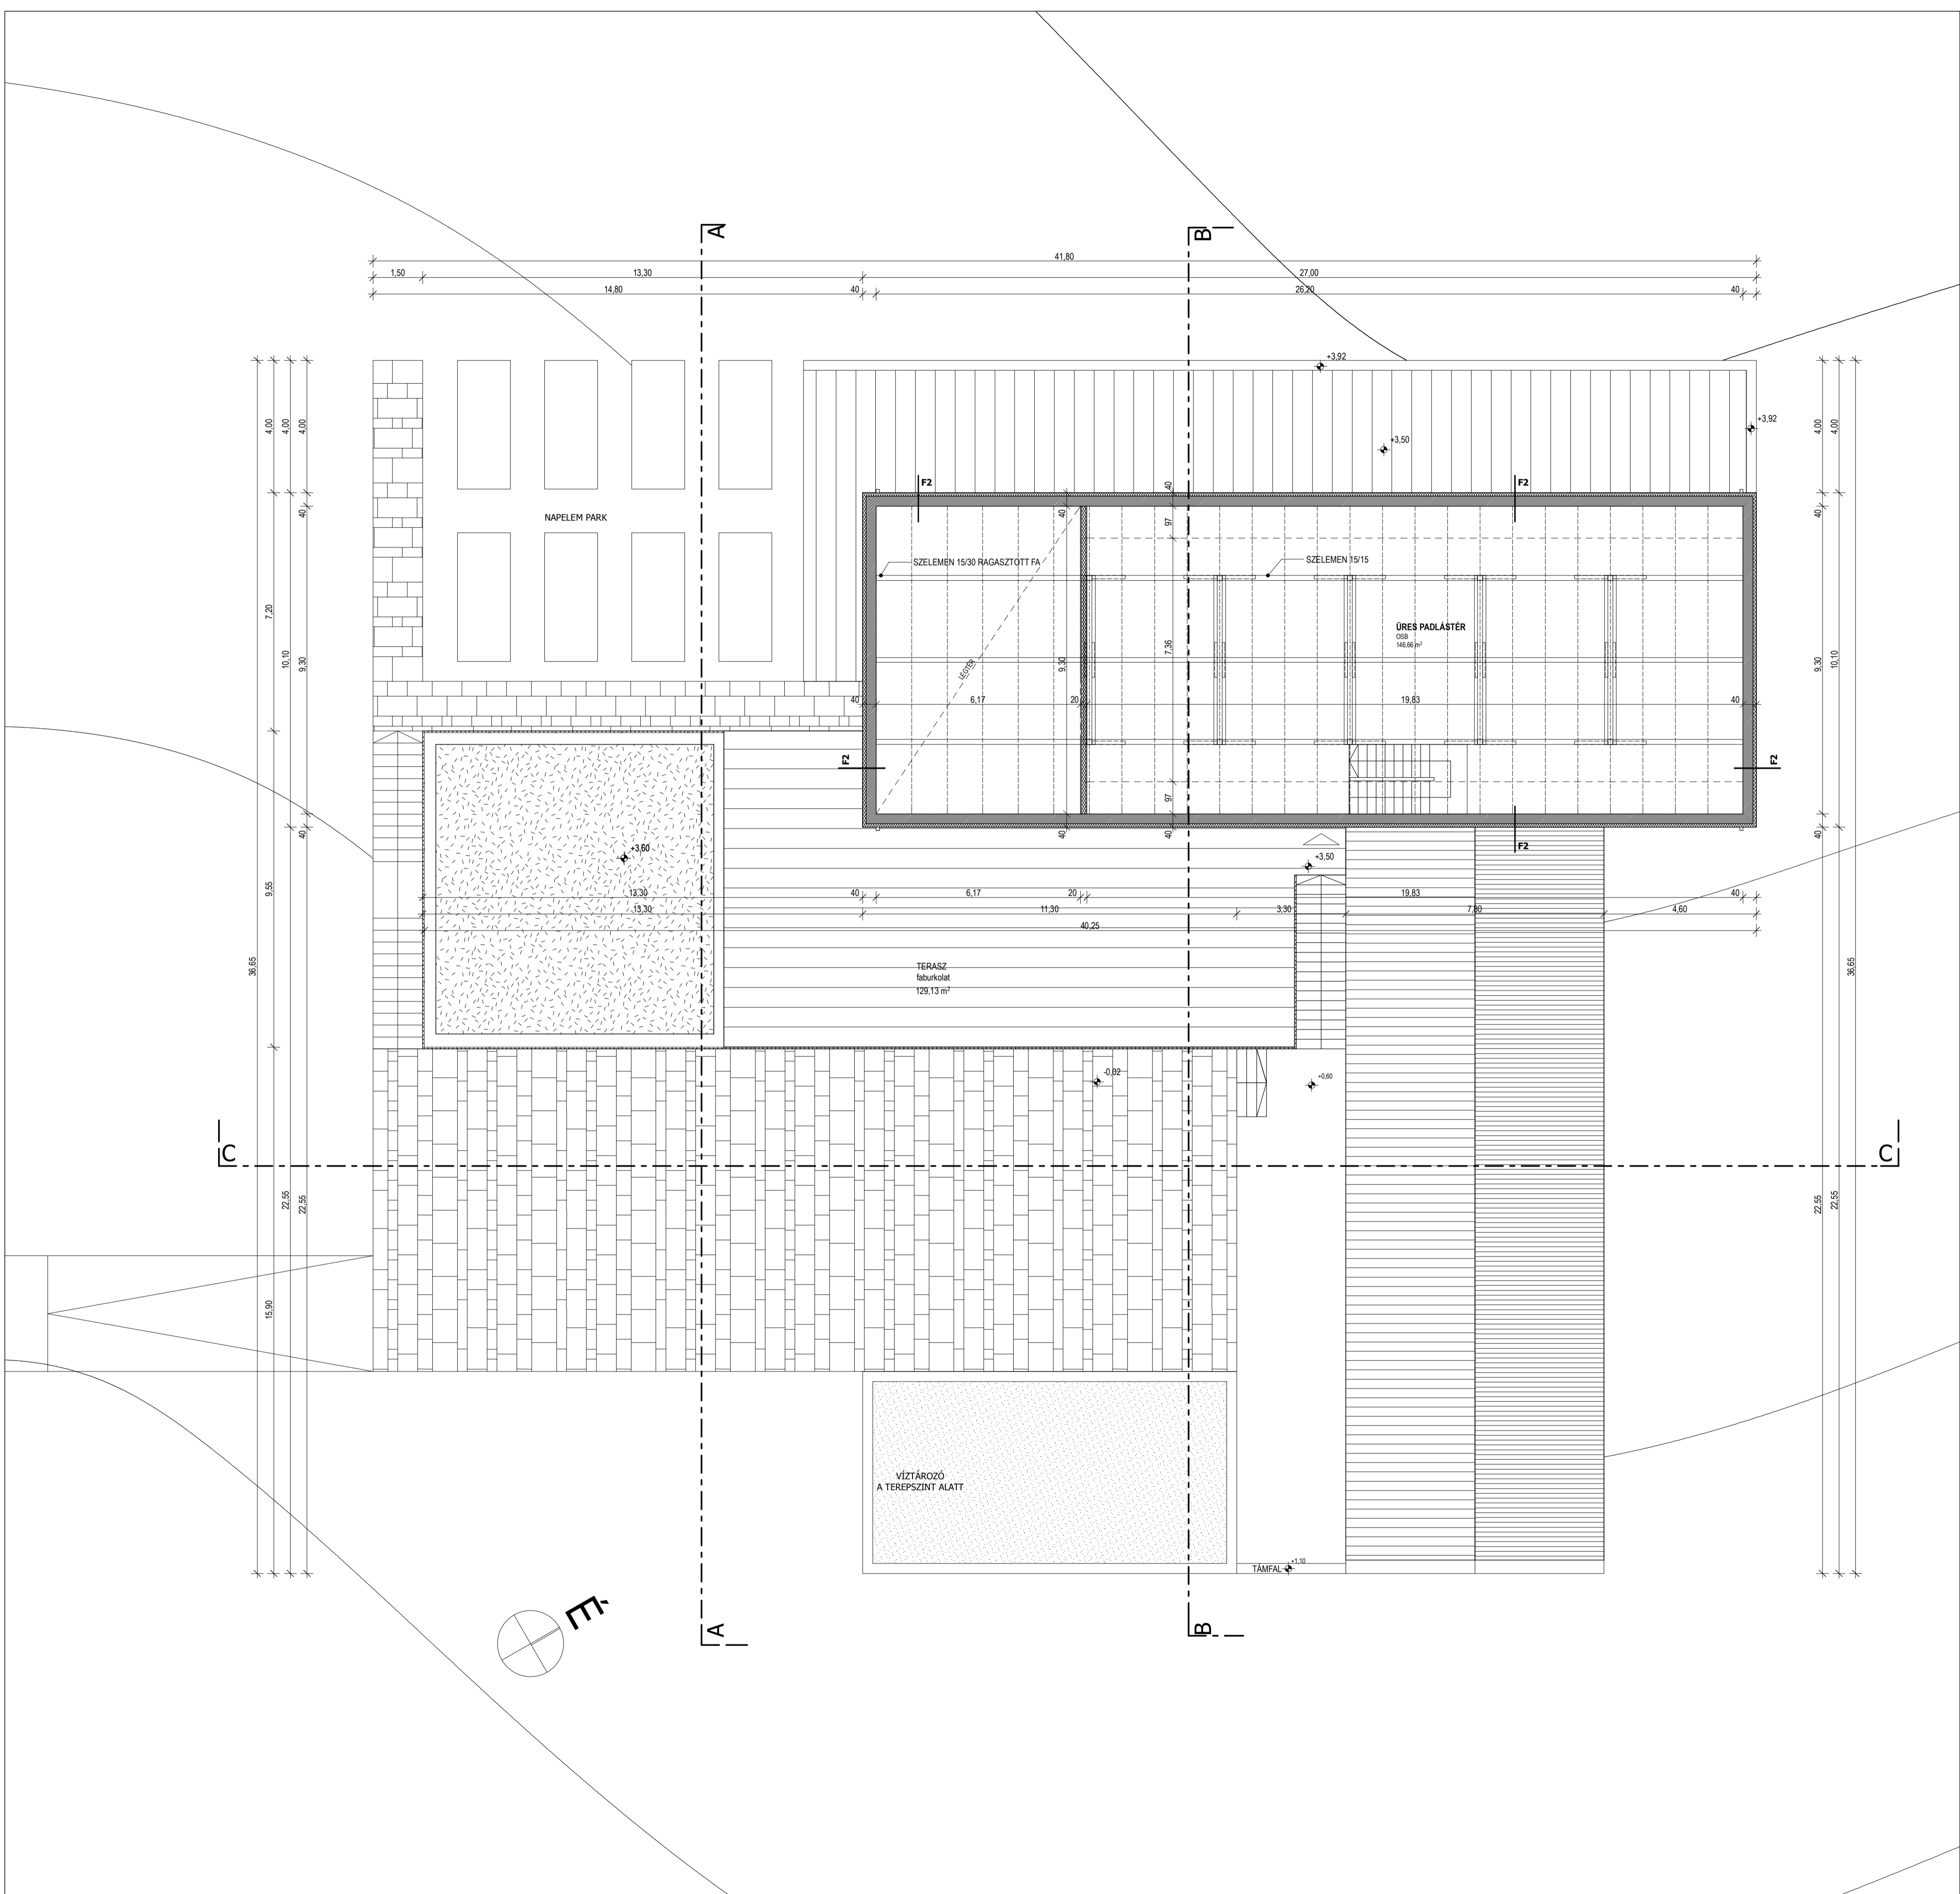 A
B
41,80
1,50
13,30
27,00
14,80
40
26,20
40
+3,92
+3,92
+3,50
4,00
4,00
4,00
4,00
4,00
F2
F2
40
40
40
40
97
NAPELEM PARK
SZELEMEN 15/30 RAGASZTOTT FA
SZELEMEN 15/15
ÜRES PADLÁSTÉR
OSB
146,66 m²
7,20
10,10
9,30
LÉGTÉR
9,30
7,36
9,30
10,10
40
6,17
20
19,83
40
F2
F2
97
40
40
40
40
F2
+3,60
+3,50
9,55
13,30
40
6,17
20
19,83
40
13,30
11,30
3,30
7,80
4,60
40,25
36,65
36,65
TERASZ
faburkolat
129,13 m²
-0,02
+0,60
C
C
22,55
22,55
22,55
22,55
15,90
VÍZTÁROZÓ
A TEREPSZINT ALATT
TÁMFAL
+1,10
É
A
B